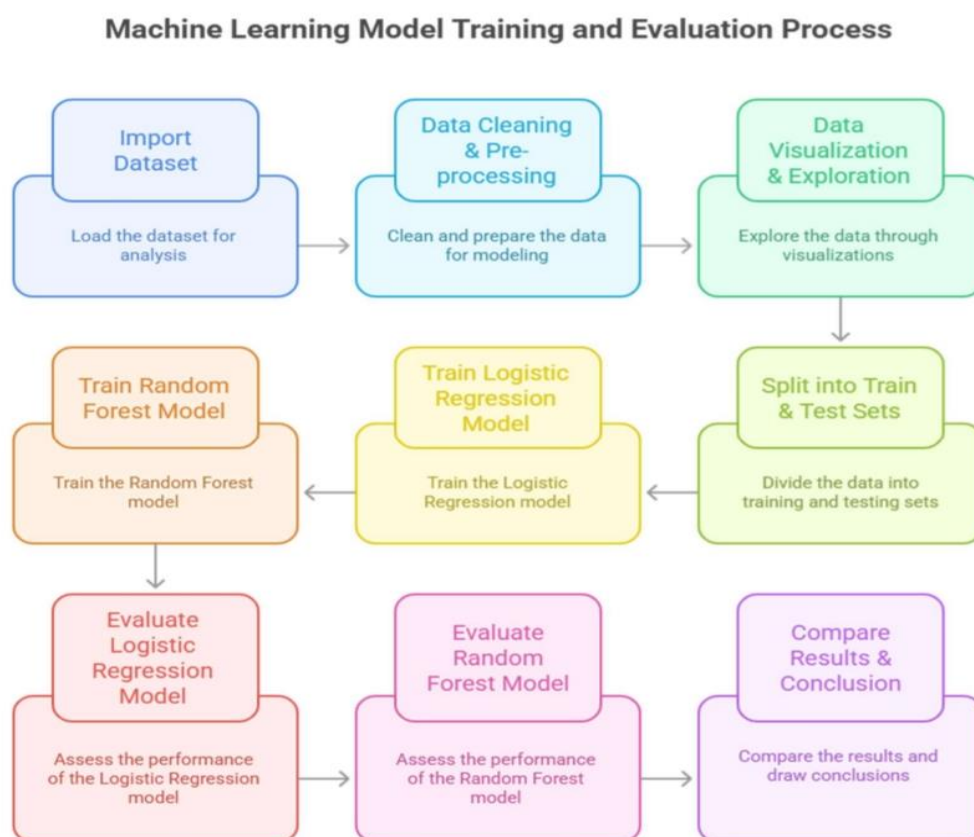 Machine Learning Model Training and Evaluation Process
Import
Dataset
Load the dataset for
analysis
Data Cleaning
& Pre-
processing
Clean and prepare the data
for modeling
Data
Visualization
& Exploration
Explore the data through
visualizations
Split into Train
& Test Sets
Divide the data into
training and testing sets
Train Logistic
Regression
Model
Train the Logistic
Regression model
Train Random
Forest Model
Train the Random Forest
model
Evaluate
Logistic
Regression
Model
Assess the performance
of the Logistic Regression
model
Evaluate
Random
Forest Model
Assess the performance
of the Random Forest
model
Compare
Results &
Conclusion
Compare the results and
draw conclusions